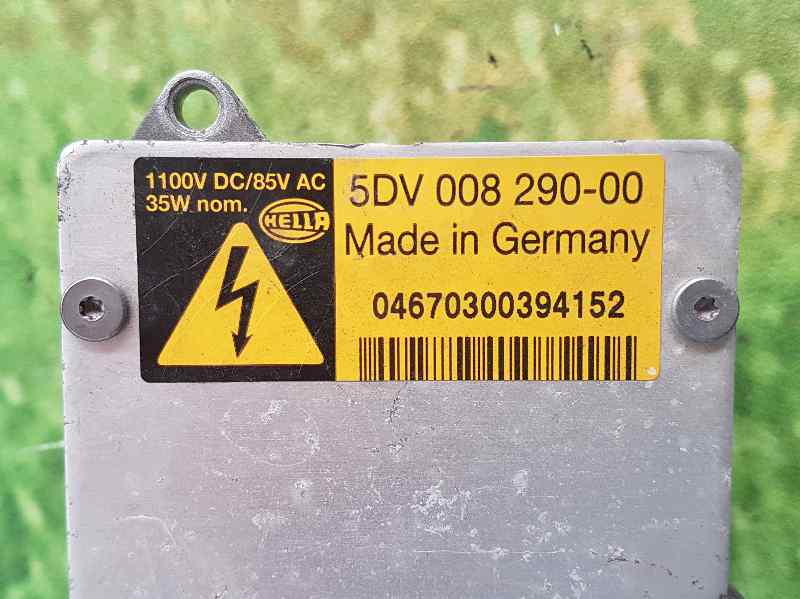 1100V DC/85V AC
35W nom.
HELLA
5DV 008 290-00
Made in Germany
04670300394152